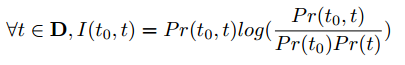 ∀t ∈ D, I(t₀, t) = Pr(t₀, t)log(Pr(t₀, t) / Pr(t₀)Pr(t))